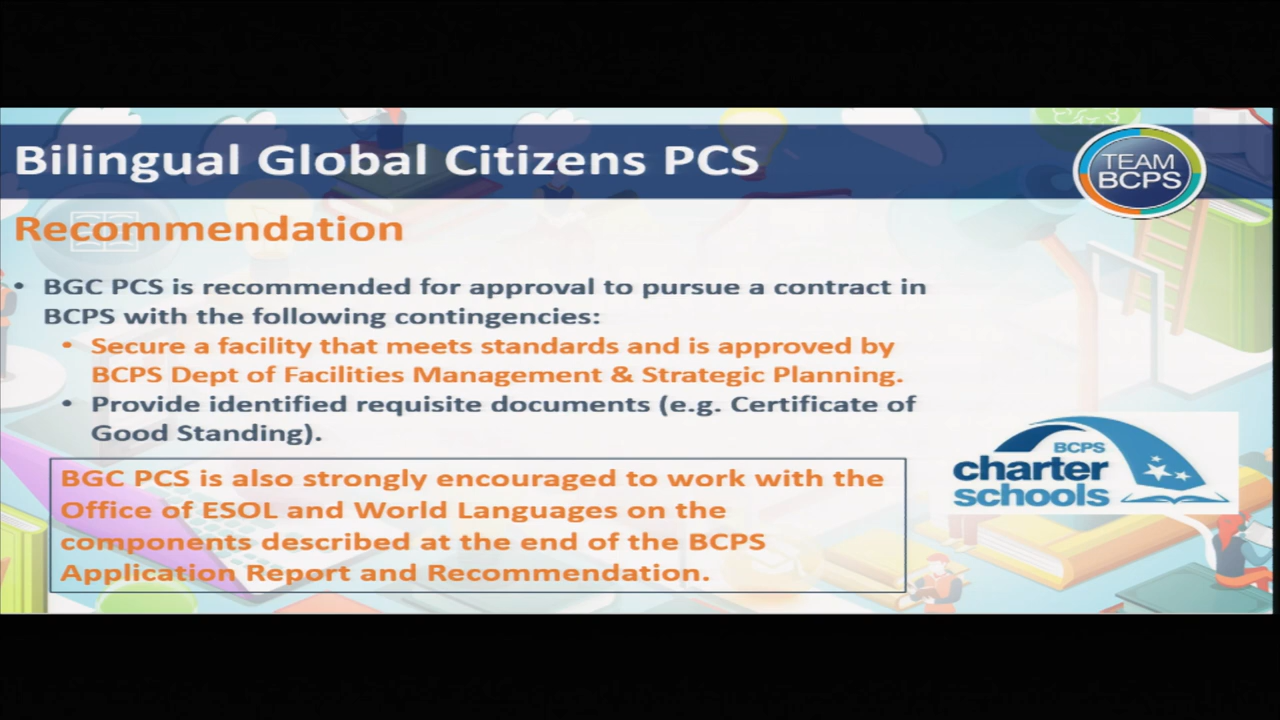 Bilingual Global Citizens PCS
TEAM
BCPS
Recommendation
• BGC PCS is recommended for approval to pursue a contract in
BCPS with the following contingencies:
• Secure a facility that meets standards and is approved by
BCPS Dept of Facilities Management & Strategic Planning.
• Provide identified requisite documents (e.g. Certificate of
Good Standing).
BGC PCS is also strongly encouraged to work with the
Office of ESOL and World Languages on the
components described at the end of the BCPS
Application Report and Recommendation.
BCPS
charter
schools